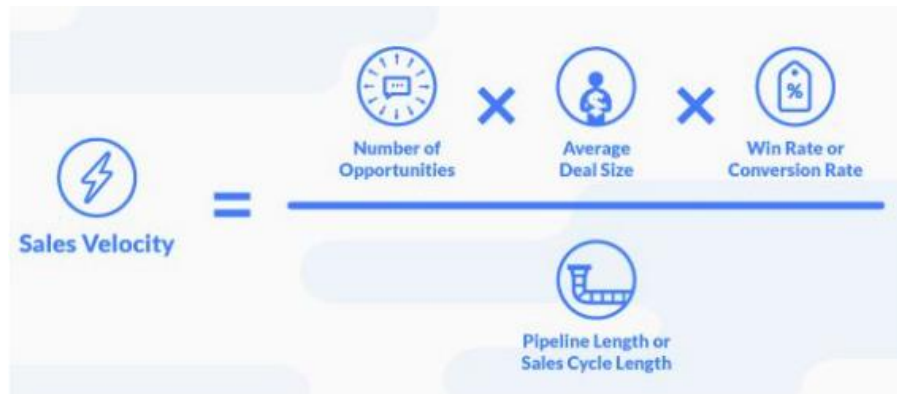 Number of
Opportunities
×
Average
Deal Size
×
%
Win Rate or
Conversion Rate
Sales Velocity
=
Pipeline Length or
Sales Cycle Length